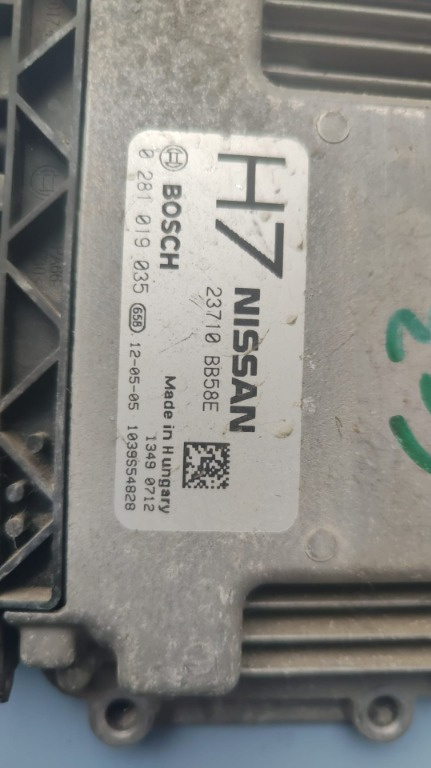 H7
NISSAN
23710 BB58E
BOSCH
0 281 019 035 65B 12-05-05 1039S54828
Made in Hungary
1349 0712